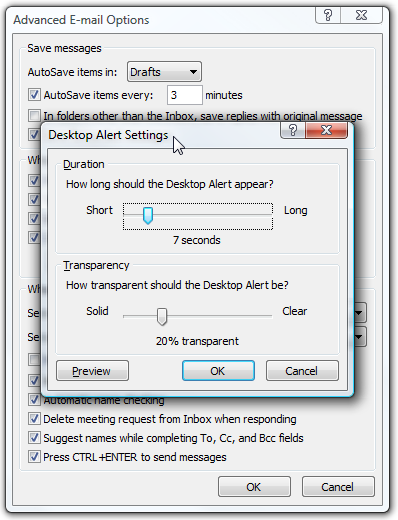 Advanced E-mail Options
Save messages
AutoSave items in: Drafts
AutoSave items every: 3 minutes
In folders other than the Inbox, save replies with original message
Desktop Alert Settings
Duration
How long should the Desktop Alert appear?
Short Long
7 seconds
Transparency
How transparent should the Desktop Alert be?
Solid Clear
20% transparent
Preview OK Cancel
Automatic name checking
Delete meeting request from Inbox when responding
Suggest names while completing To, Cc, and Bcc fields
Press CTRL+ENTER to send messages
OK Cancel